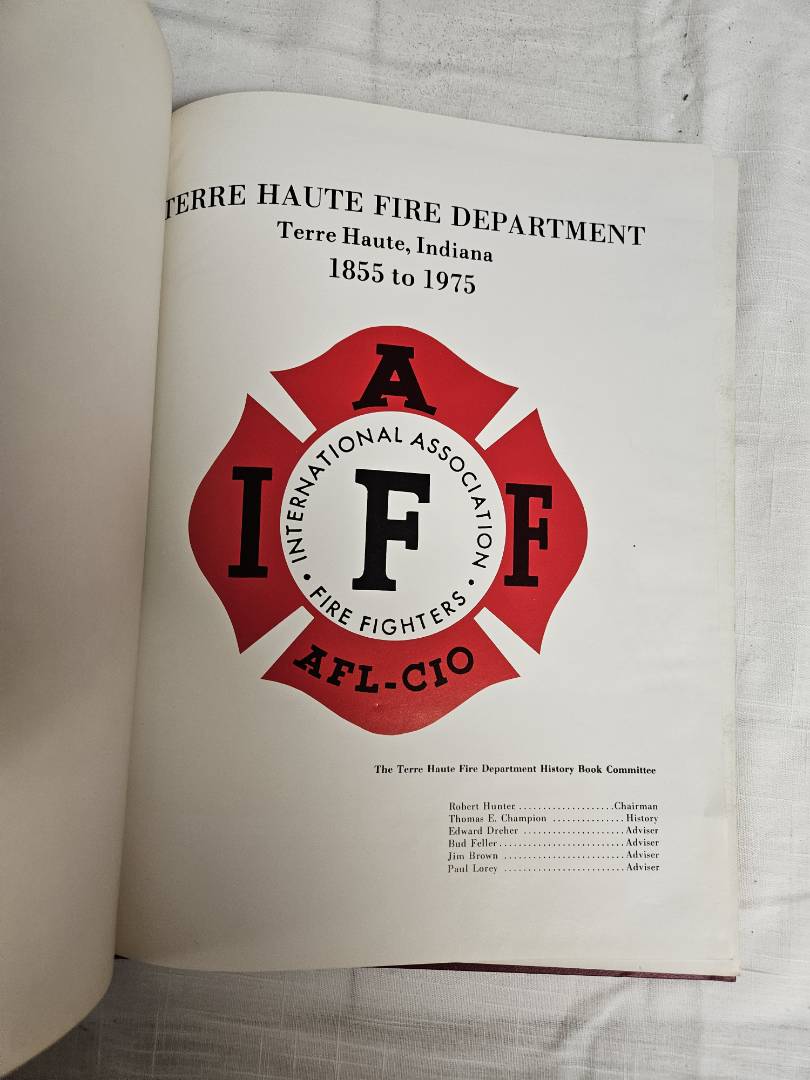 TERRE HAUTE FIRE DEPARTMENT
Terre Haute, Indiana
1855 to 1975
A
INTERNATIONAL ASSOCIATION
I F F
• FIRE FIGHTERS •
AFL-CIO
The Terre Haute Fire Department History Book Committee
Robert Hunter ....................Chairman
Thomas E. Champion ...............History
Edward Dreher .....................Adviser
Bud Feller..........................Adviser
Jim Brown .........................Adviser
Paul Lorey .........................Adviser